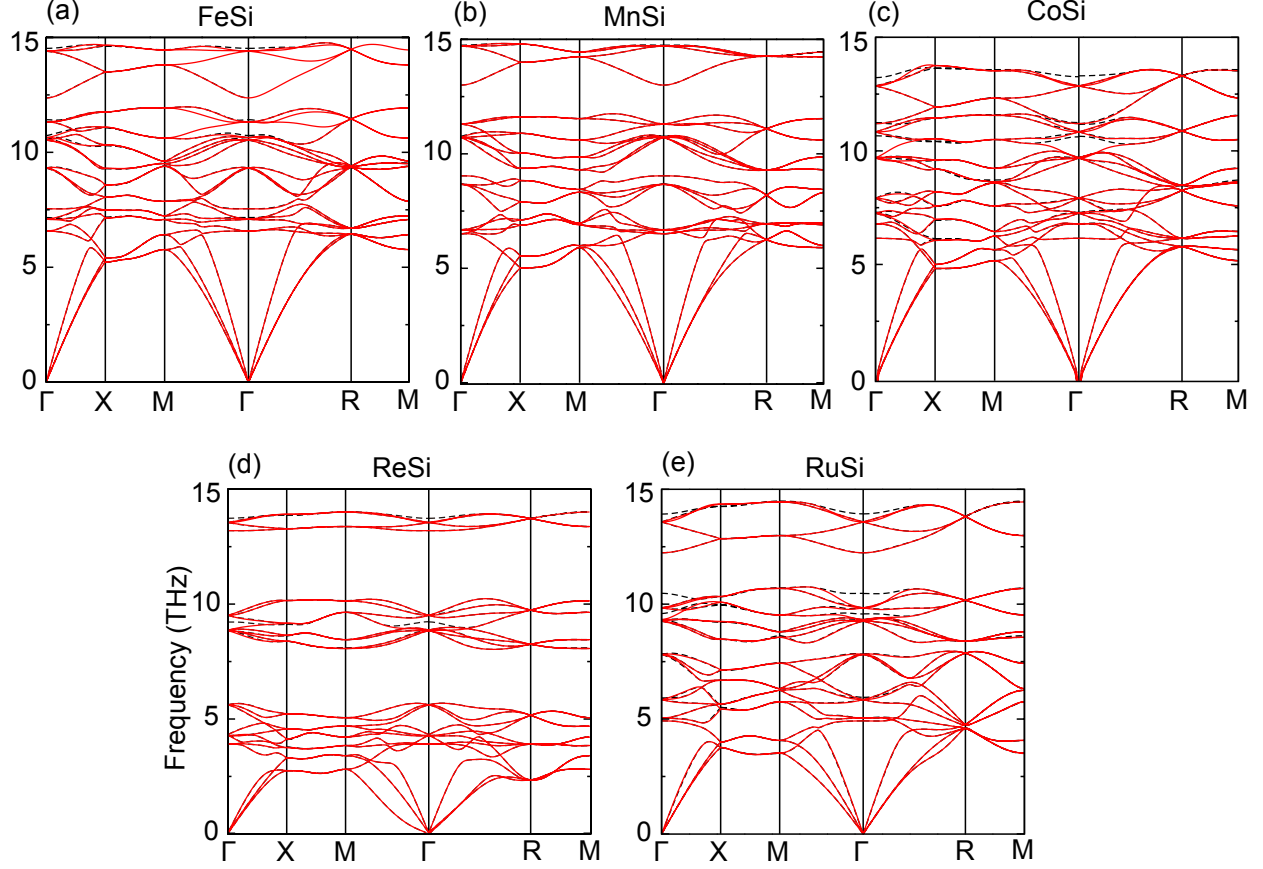 (a) FeSi (b) MnSi (c) CoSi
15 15 15
10 10 10
5 5 5
0 0 0
Γ X M Γ R M Γ X M Γ R M Γ X M Γ R M
(d) ReSi (e) RuSi
15 15
10 10
5 5
0 0
Frequency (THz)
Γ X M Γ R M Γ X M Γ R M